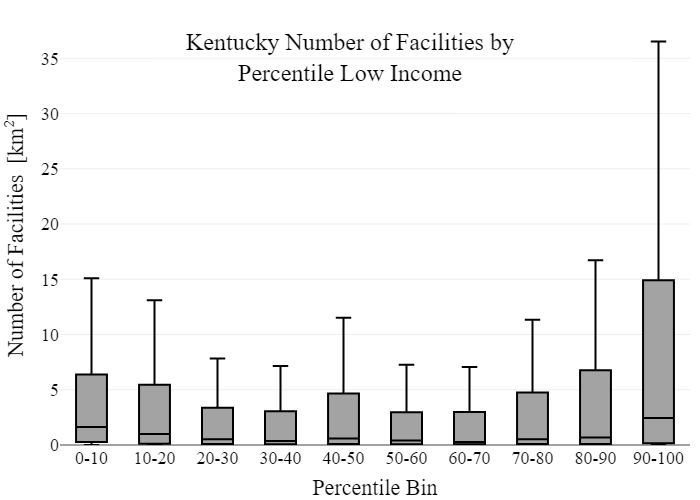 Kentucky Number of Facilities by
Percentile Low Income
Number of Facilities [km²]
35
30
25
20
15
10
5
0
0-10 10-20 20-30 30-40 40-50 50-60 60-70 70-80 80-90 90-100
Percentile Bin